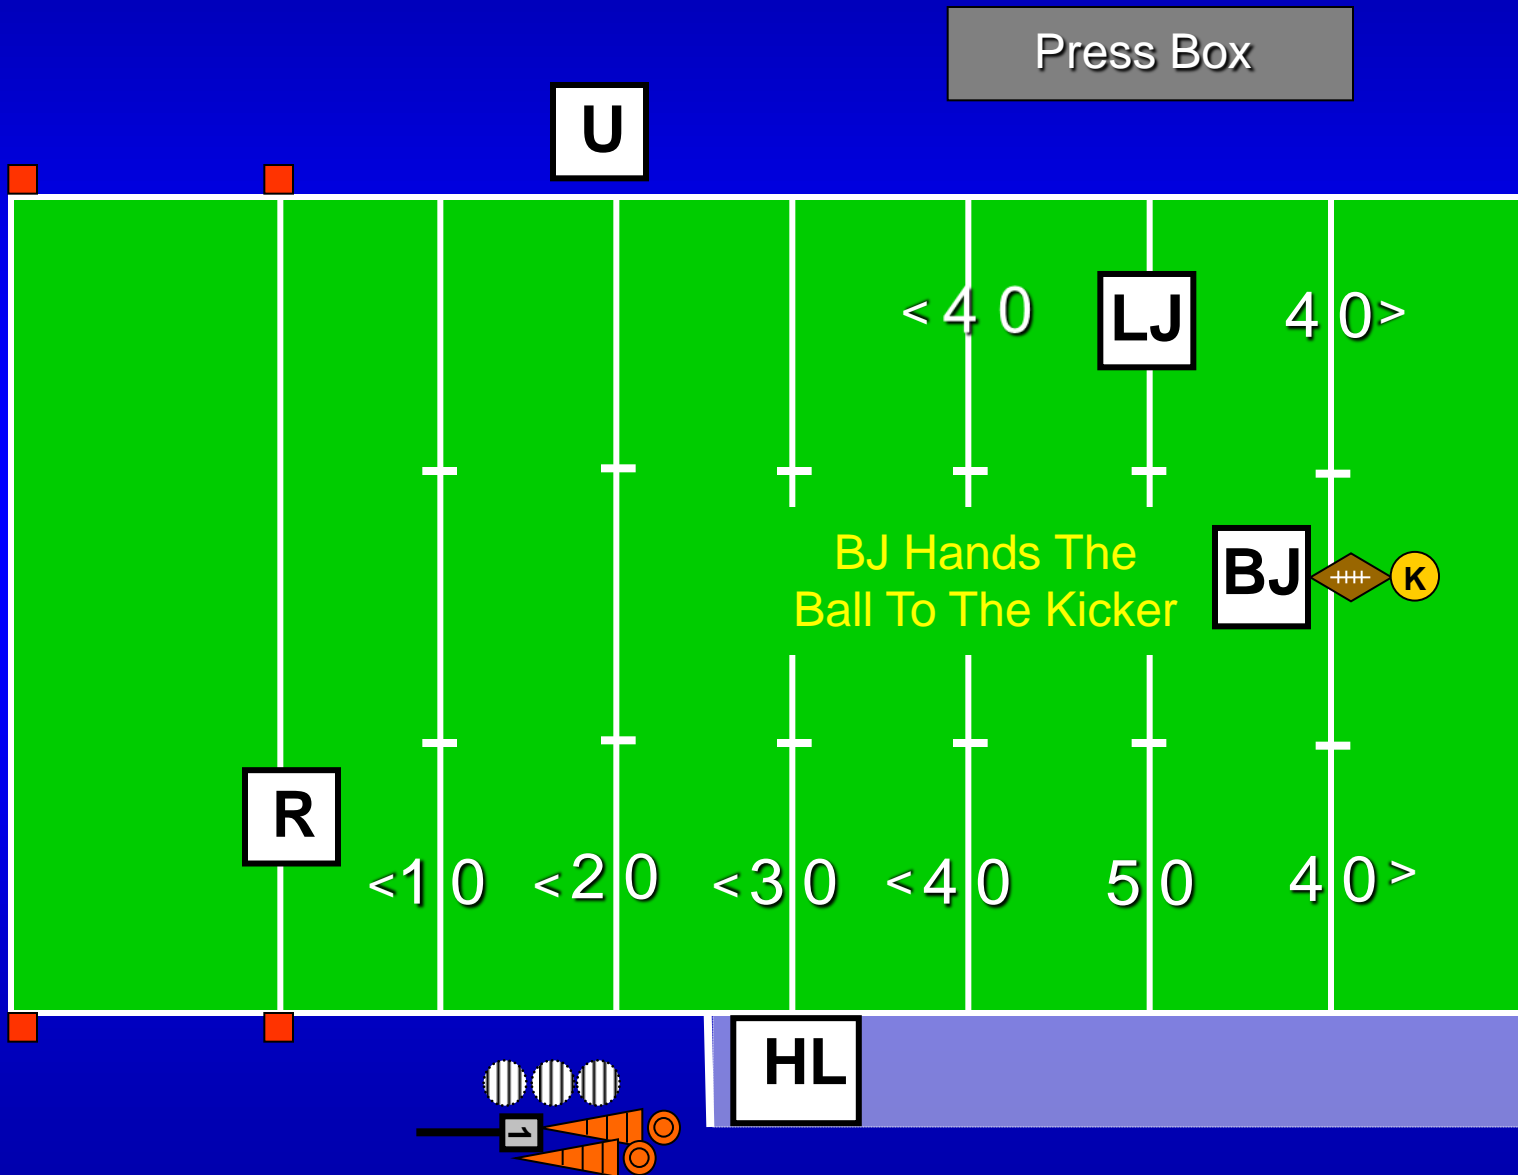 Press Box
U
<4 0
LJ
4 0>
BJ Hands The
Ball To The Kicker
BJ
K
R
<1 0
<2 0
<3 0
<4 0
5 0
4 0>
HL
1